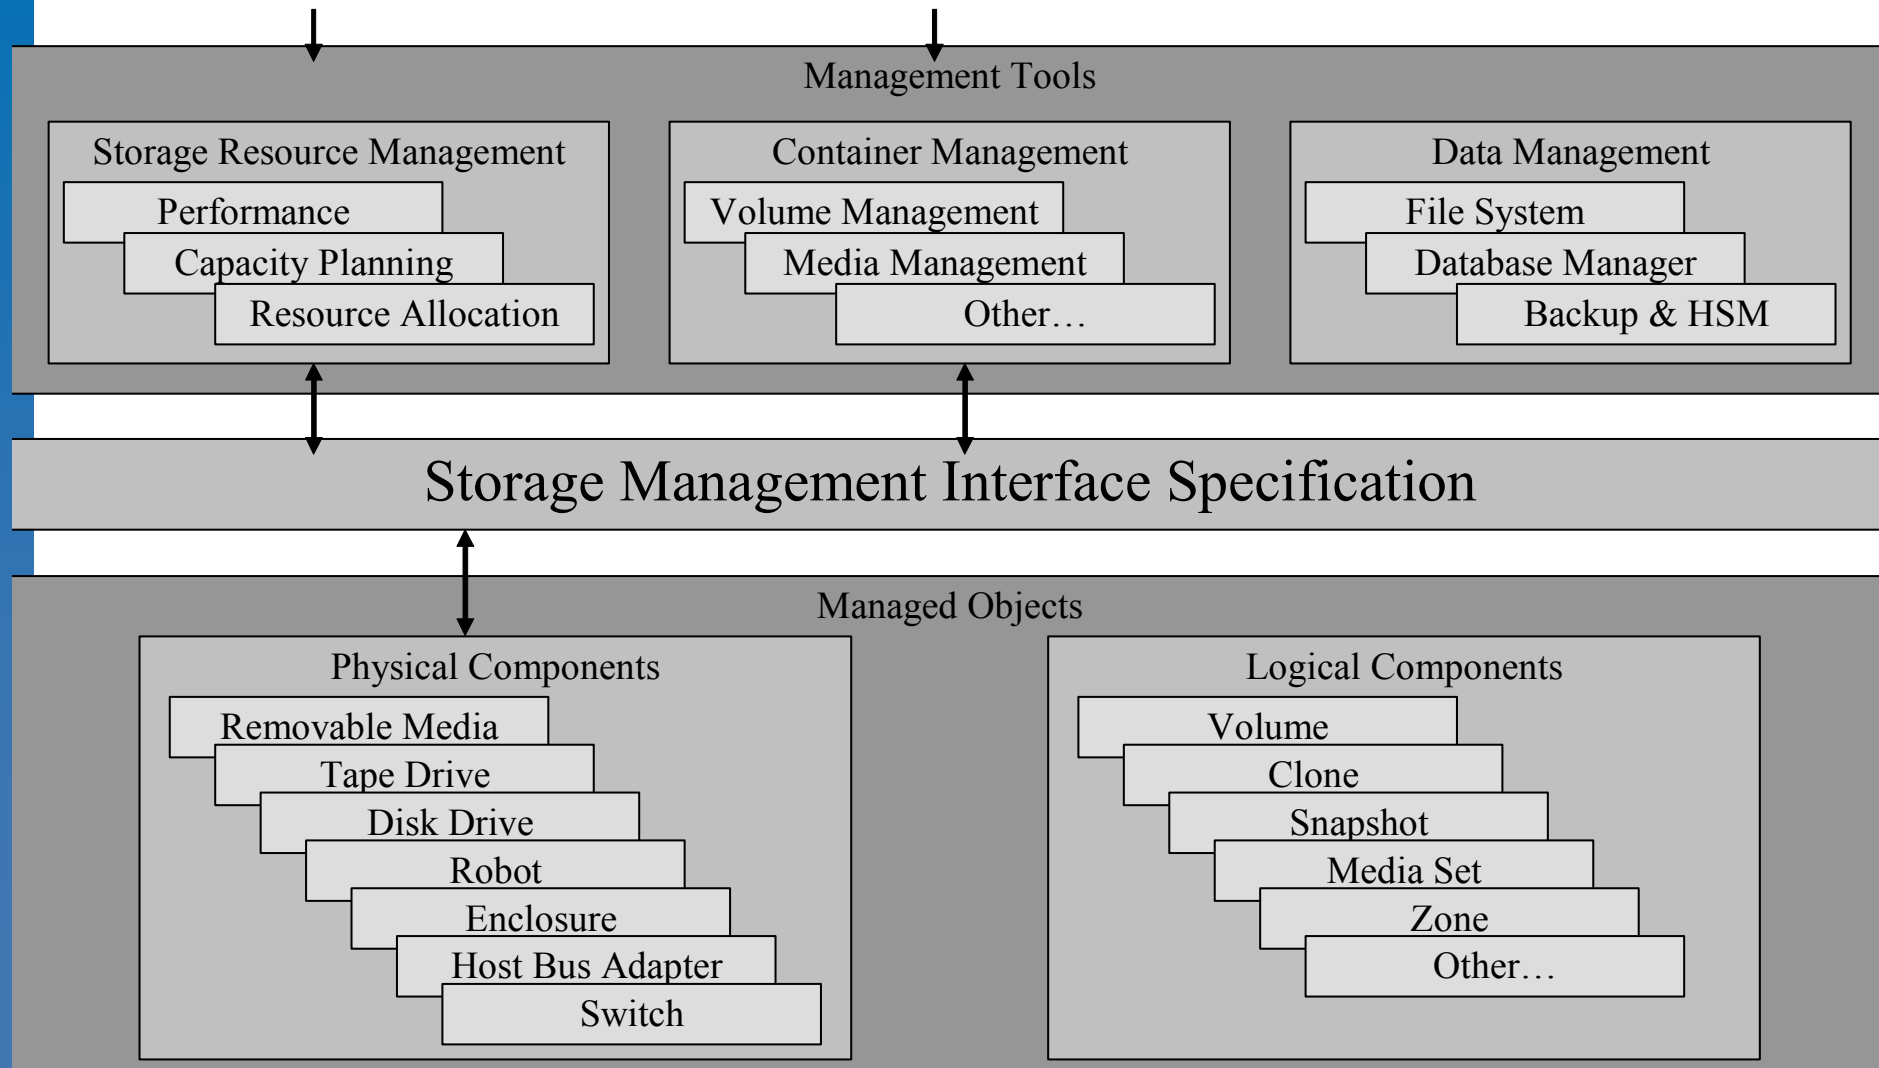 Management Tools
Storage Resource Management
Performance
Capacity Planning
Resource Allocation
Container Management
Volume Management
Media Management
Other…
Data Management
File System
Database Manager
Backup & HSM
Storage Management Interface Specification
Managed Objects
Physical Components
Removable Media
Tape Drive
Disk Drive
Robot
Enclosure
Host Bus Adapter
Switch
Logical Components
Volume
Clone
Snapshot
Media Set
Zone
Other…